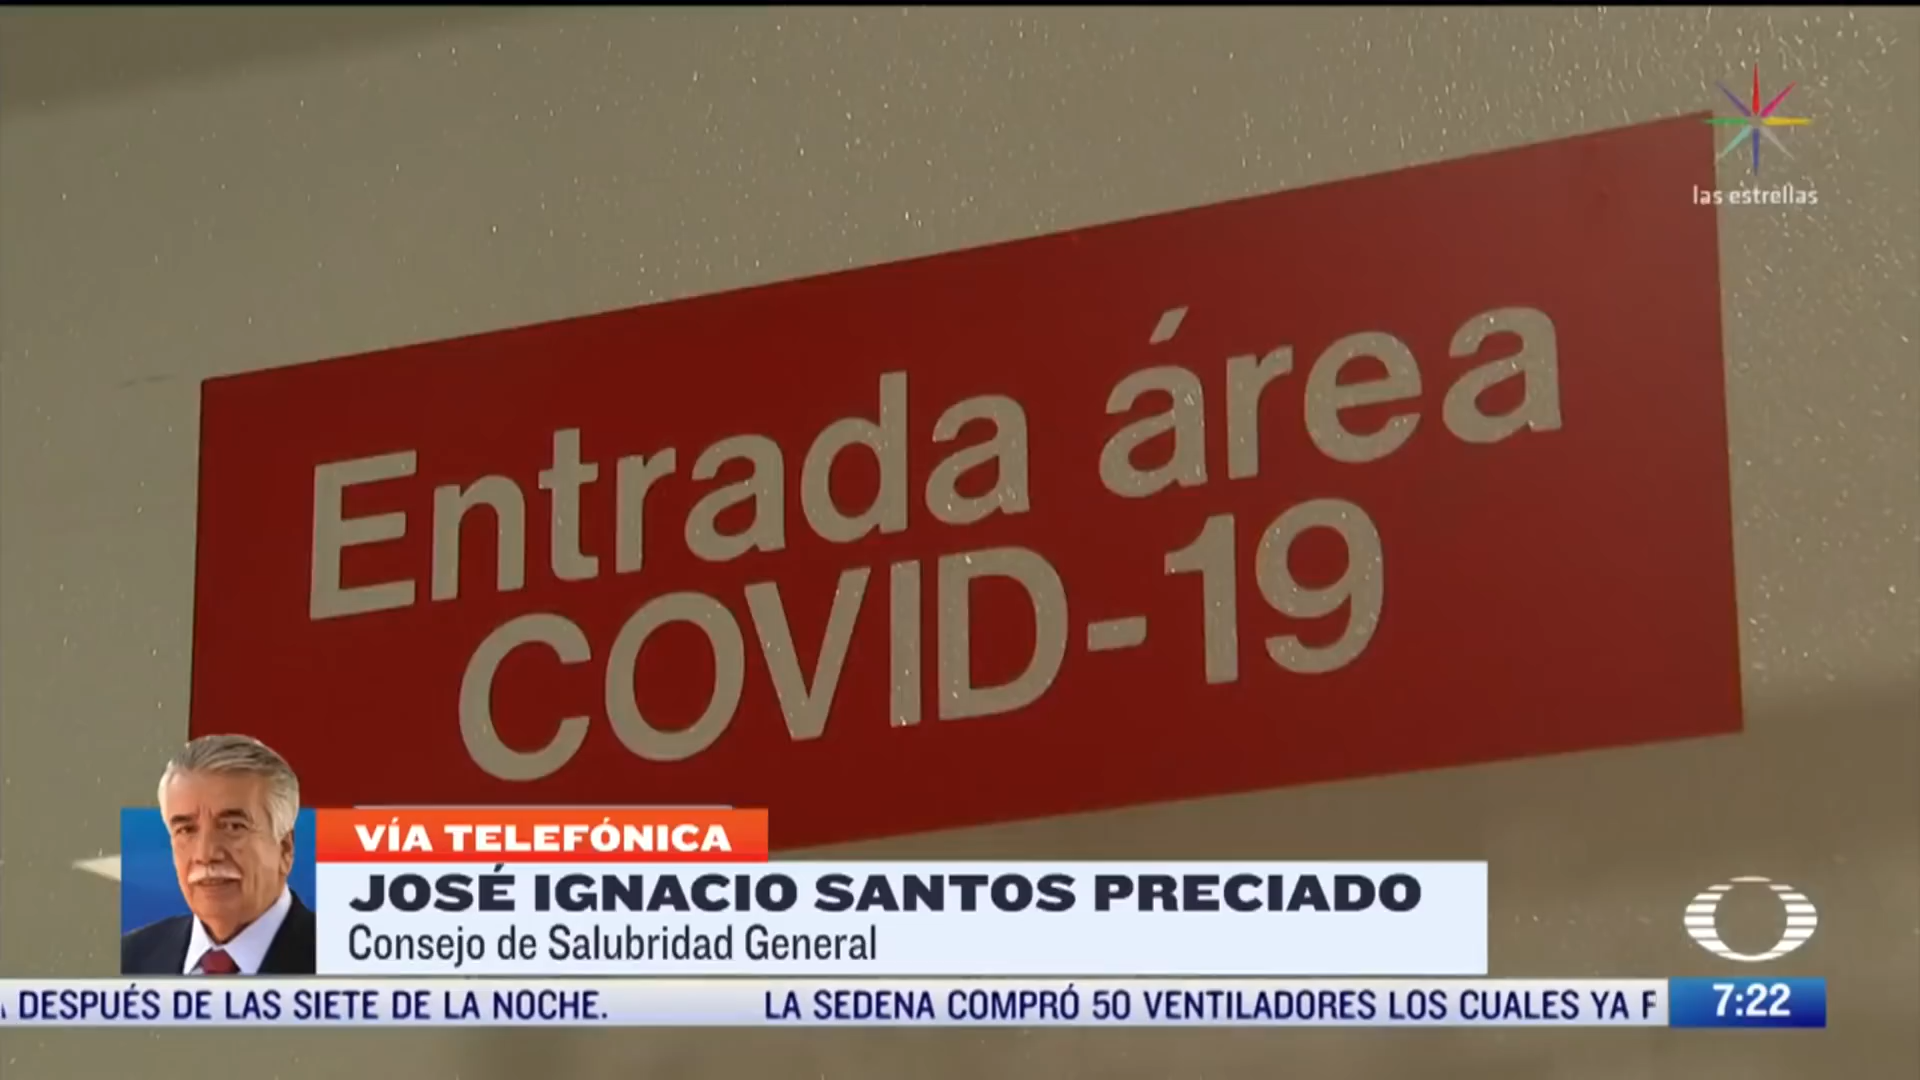 las estrellas
Entrada área
COVID-19
VÍA TELEFÓNICA
JOSÉ IGNACIO SANTOS PRECIADO
Consejo de Salubridad General
DESPUÉS DE LAS SIETE DE LA NOCHE. LA SEDENA COMPRÓ 50 VENTILADORES LOS CUALES YA
7:22